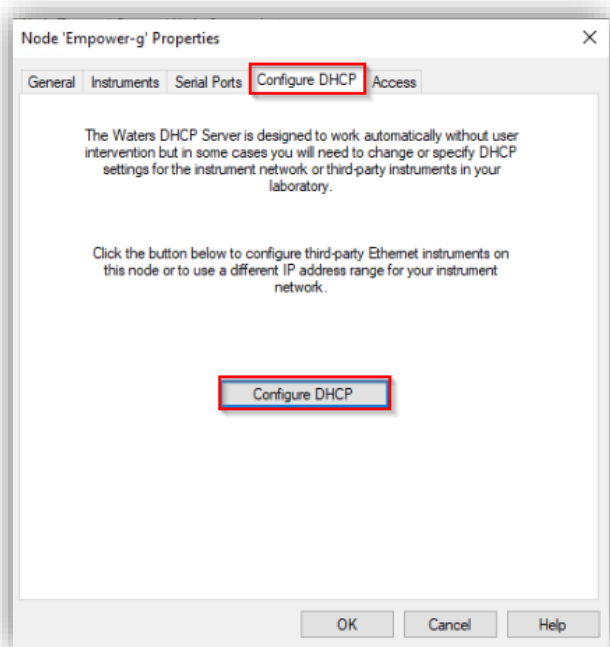 Node 'Empower-g' Properties
General Instruments Serial Ports Configure DHCP Access
The Waters DHCP Server is designed to work automatically without user
intervention but in some cases you will need to change or specify DHCP
settings for the instrument network or third-party instruments in your
laboratory.
Click the button below to configure third-party Ethernet instruments on
this node or to use a different IP address range for your instrument
network.
Configure DHCP
OK Cancel Help